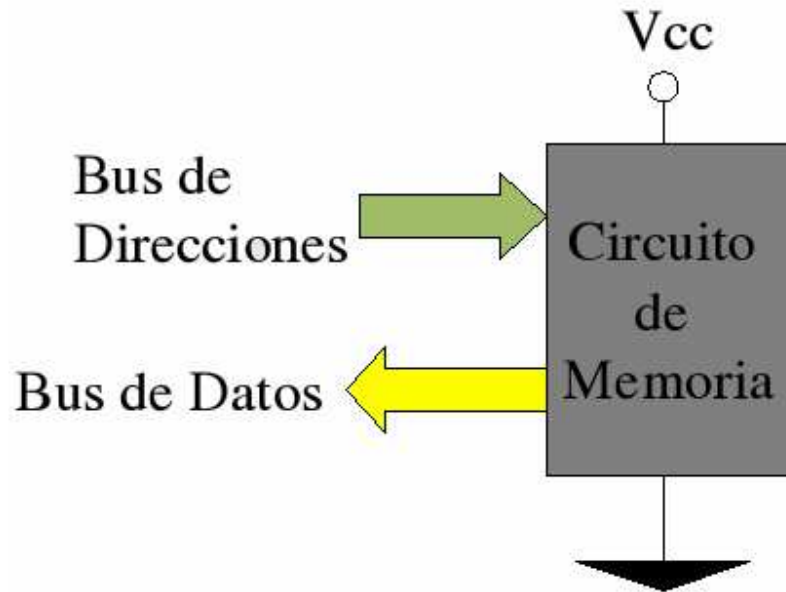 Vcc
Bus de
Direcciones
Circuito
de
Memoria
Bus de Datos